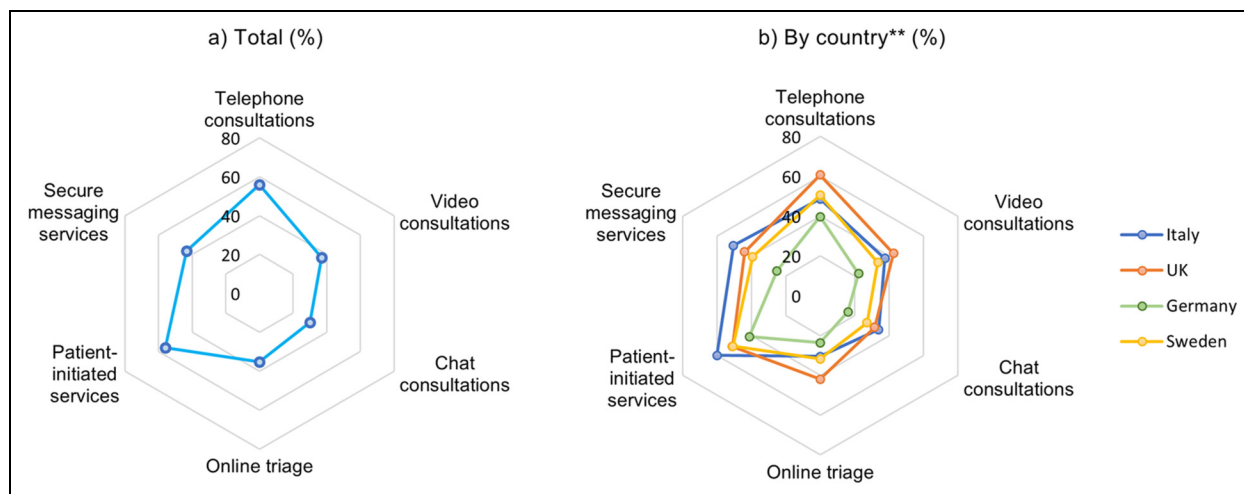 a) Total (%)
Telephone
consultations
80
60
40
20
0
Video
consultations
Chat
consultations
Online triage
Patient-
initiated
services
Secure
messaging
services
b) By country** (%)
Telephone
consultations
80
60
40
20
0
Video
consultations
Chat
consultations
Online triage
Patient-
initiated
services
Secure
messaging
services
Italy
UK
Germany
Sweden